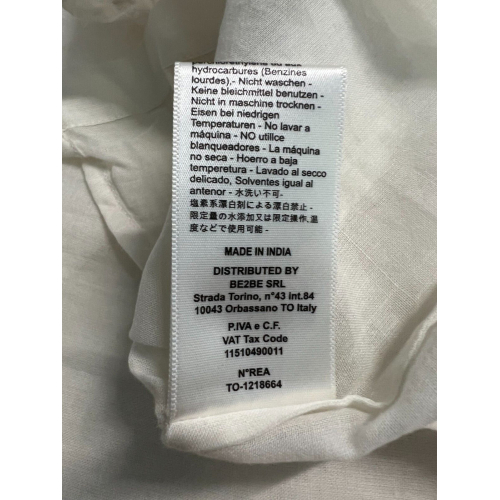 perchlorethylene ou aux
hydrocarbures (Benzines
lourdes),- Nicht waschen -
Keine bleichmittel benutzen -
Nicht in maschine trocknen -
Eisen bei niedrigen
Temperaturen - No lavar a
máquina - NO utilice
blanqueadores - La máquina
no seca - Hoerro a baja
temperetura - Lavado al secco
delicado, Solventes igual al
antenor - 水洗い不可-
塩素系漂白剤による漂白禁止 -
限定量の水添加又は限定操作,温
度などで使用可能 -
MADE IN INDIA
DISTRIBUTED BY
BE2BE SRL
Strada Torino, n°43 int.84
10043 Orbassano TO Italy
P.IVA e C.F.
VAT Tax Code
11510490011
N°REA
TO-1218664